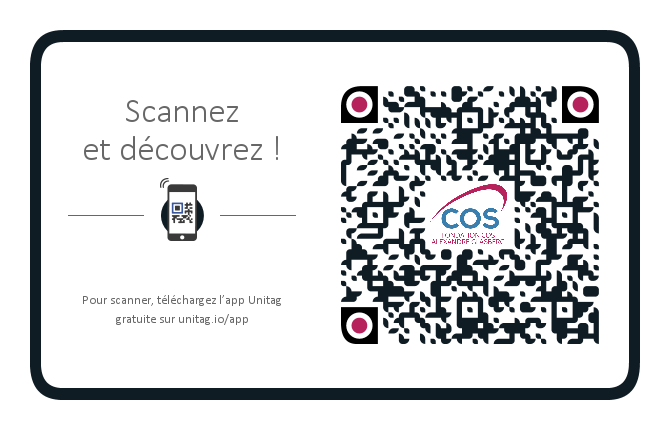 Scannez
et découvrez !
Pour scanner, téléchargez l'app Unitag
gratuite sur unitag.io/app
COS
FONDATION COS
ALEXANDRE GLASBERG